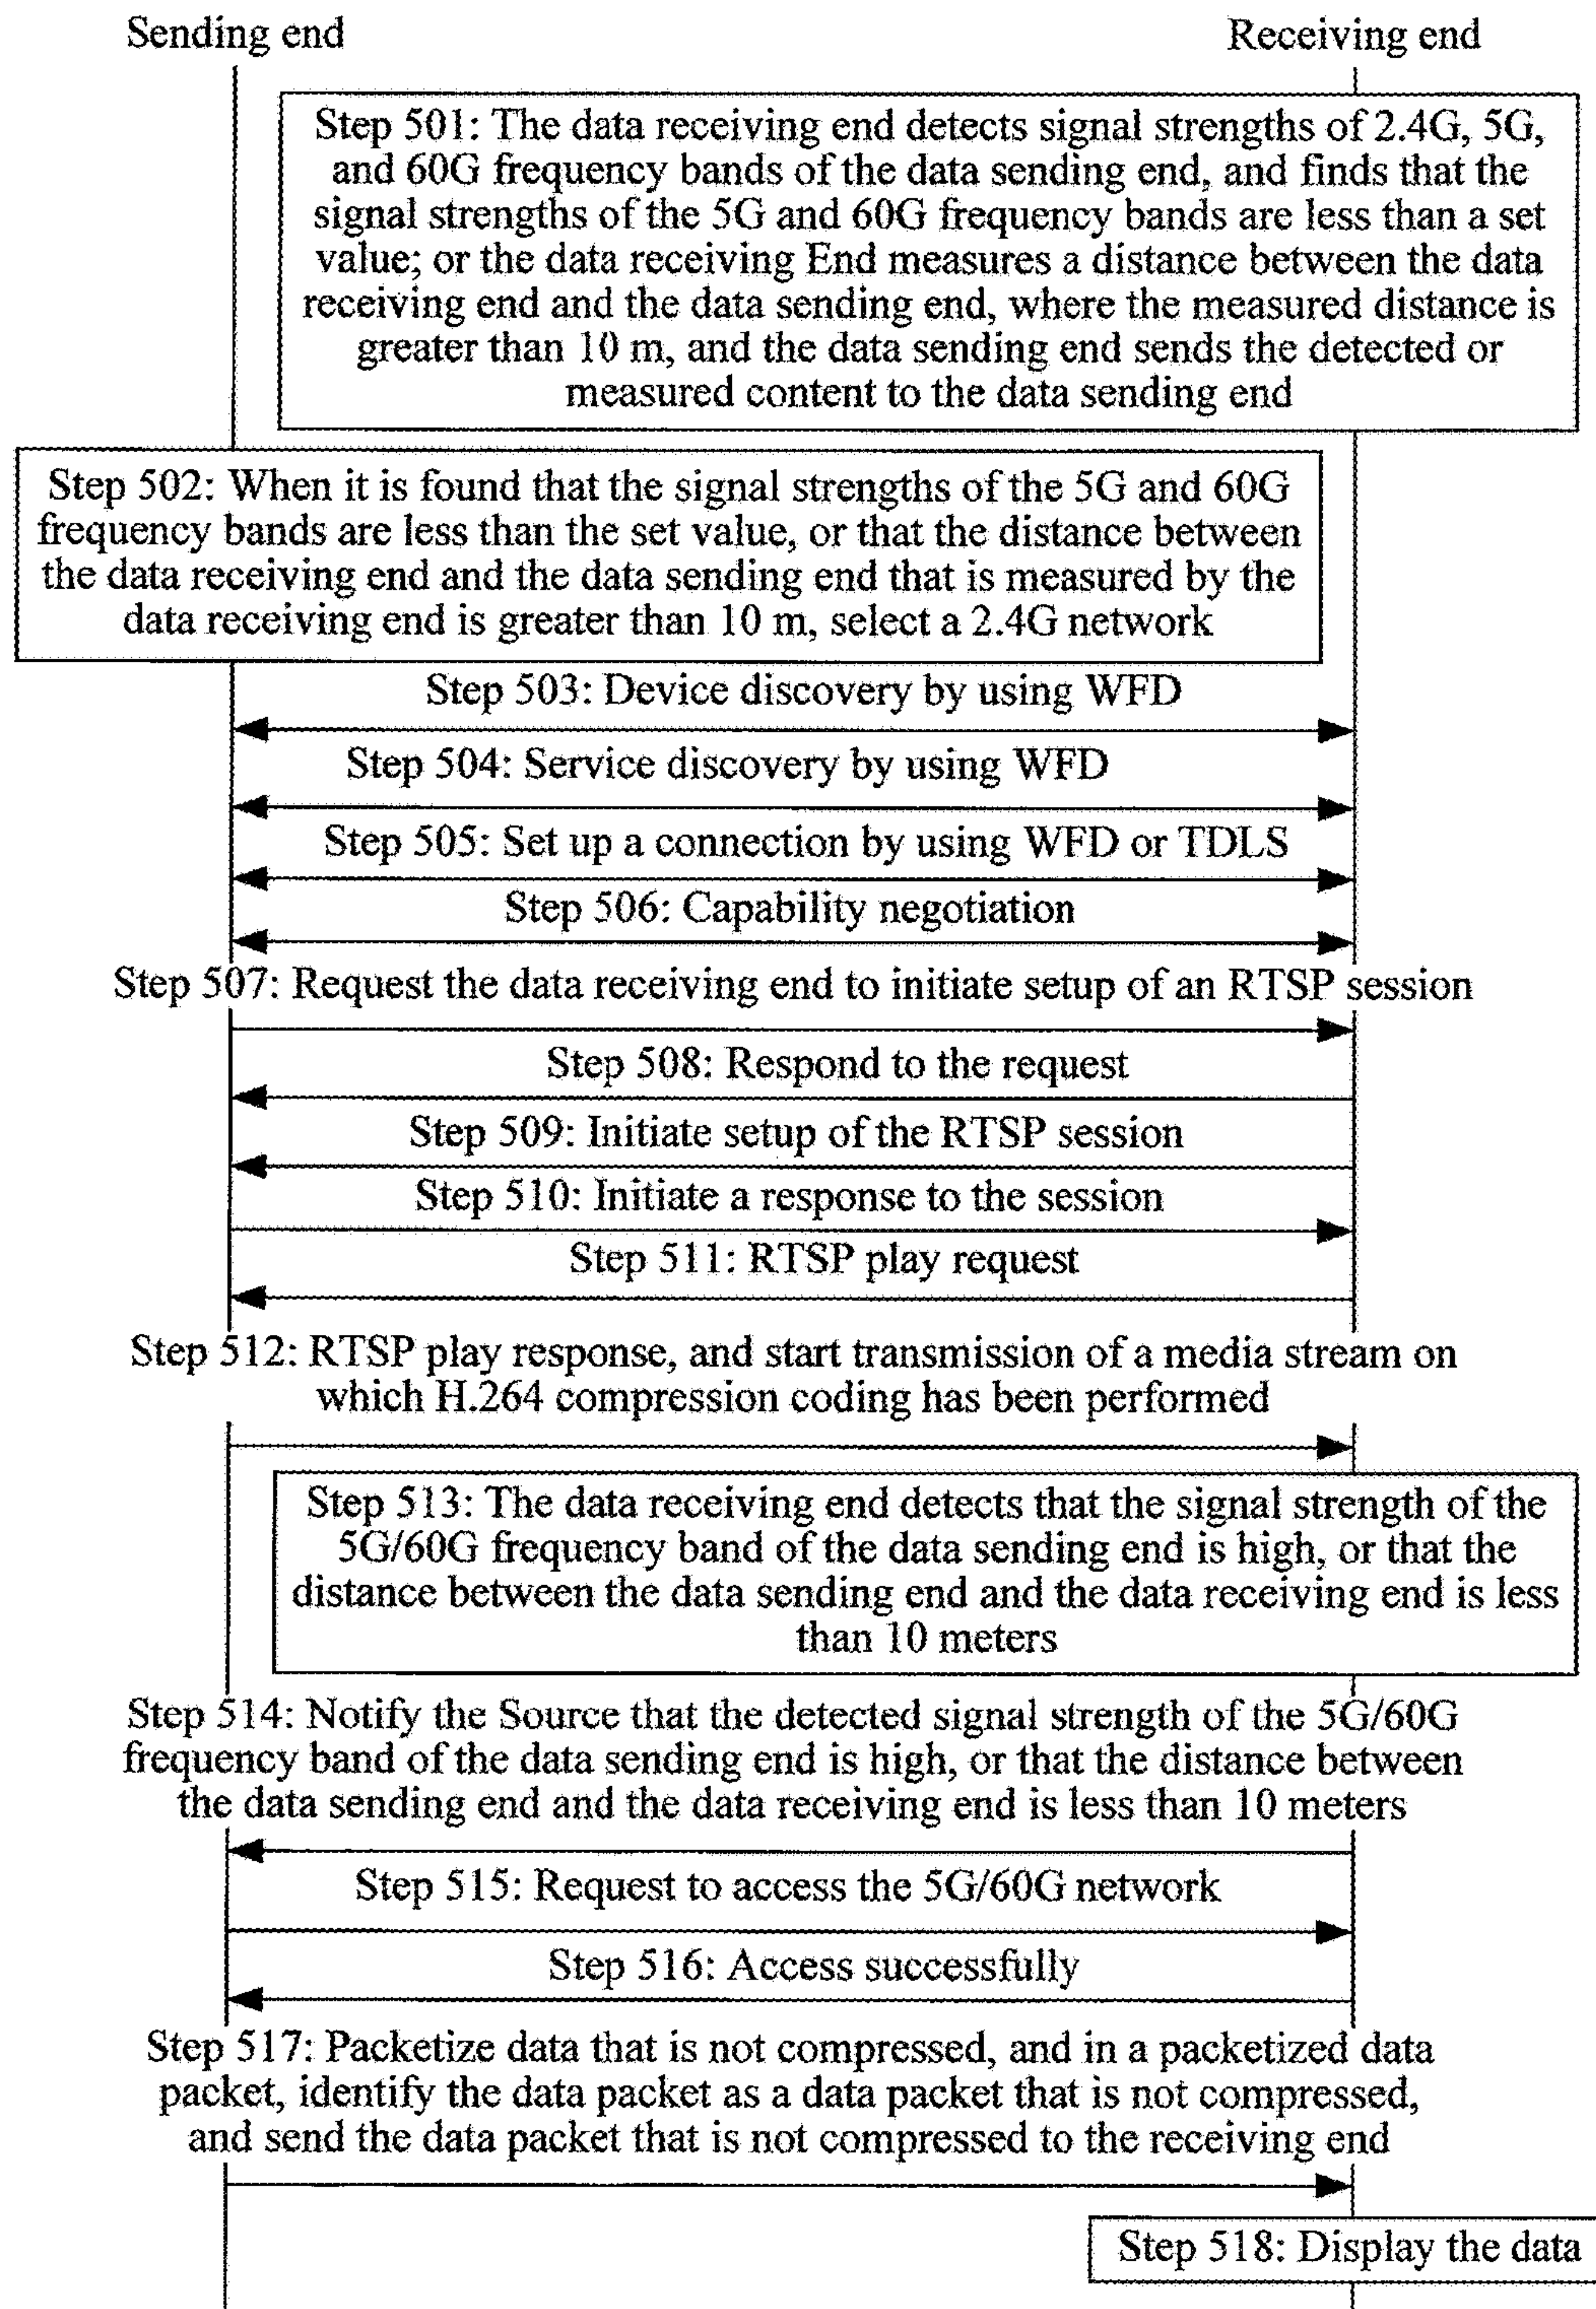 Sending end
Receiving end
Step 501: The data receiving end detects signal strengths of 2.4G, 5G,
and 60G frequency bands of the data sending end, and finds that the
signal strengths of the 5G and 60G frequency bands are less than a set
value; or the data receiving End measures a distance between the data
receiving end and the data sending end, where the measured distance is
greater than 10 m, and the data sending end sends the detected or
measured content to the data sending end
Step 502: When it is found that the signal strengths of the 5G and 60G
frequency bands are less than the set value, or that the distance between
the data receiving end and the data sending end that is measured by the
data receiving end is greater than 10 m, select a 2.4G network
Step 503: Device discovery by using WFD
Step 504: Service discovery by using WFD
Step 505: Set up a connection by using WFD or TDLS
Step 506: Capability negotiation
Step 507: Request the data receiving end to initiate setup of an RTSP session
Step 508: Respond to the request
Step 509: Initiate setup of the RTSP session
Step 510: Initiate a response to the session
Step 511: RTSP play request
Step 512: RTSP play response, and start transmission of a media stream on
which H.264 compression coding has been performed
Step 513: The data receiving end detects that the signal strength of the
5G/60G frequency band of the data sending end is high, or that the
distance between the data sending end and the data receiving end is less
than 10 meters
Step 514: Notify the Source that the detected signal strength of the 5G/60G
frequency band of the data sending end is high, or that the distance between
the data sending end and the data receiving end is less than 10 meters
Step 515: Request to access the 5G/60G network
Step 516: Access successfully
Step 517: Packetize data that is not compressed, and in a packetized data
packet, identify the data packet as a data packet that is not compressed,
and send the data packet that is not compressed to the receiving end
Step 518: Display the data